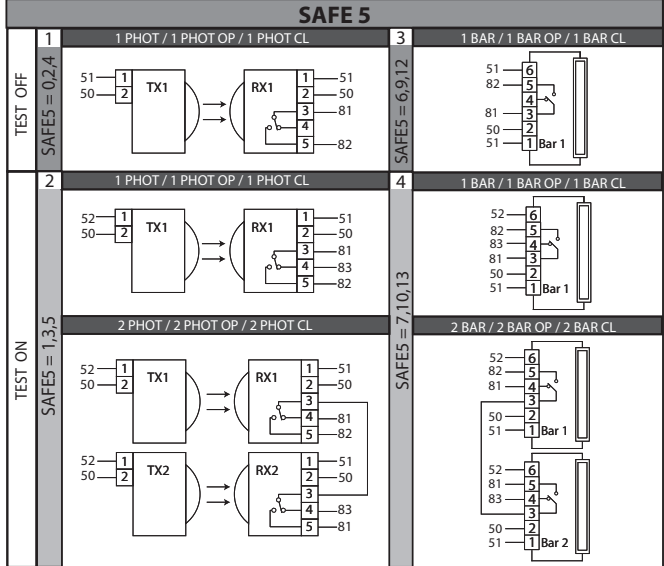 SAFE 5
TEST OFF
SAFE5 = 0,2,4
1
1 PHOT / 1 PHOT OP / 1 PHOT CL
51 1 TX1 RX1 1 51
50 2 2 50
3 81
4
5 82
SAFE5 = 6,9,12
3
1 BAR / 1 BAR OP / 1 BAR CL
51 6
82 5
4
81 3
50 2
51 1 Bar 1
TEST ON
SAFE5 = 1,3,5
2
1 PHOT / 1 PHOT OP / 1 PHOT CL
52 1 TX1 RX1 1 51
50 2 2 50
3 81
4 83
5 82
2 PHOT / 2 PHOT OP / 2 PHOT CL
52 1 TX1 RX1 1 51
50 2 2 50
3
4 81
5 82
52 1 TX2 RX2 1 51
50 2 2 50
3
4 83
5 81
SAFE5 = 7,10,13
4
1 BAR / 1 BAR OP / 1 BAR CL
52 6
82 5
83 4
81 3
50 2
51 1 Bar 1
2 BAR / 2 BAR OP / 2 BAR CL
52 6
82 5
81 4
3
50 2
51 1 Bar 1
52 6
81 5
83 4
3
50 2
51 1 Bar 2